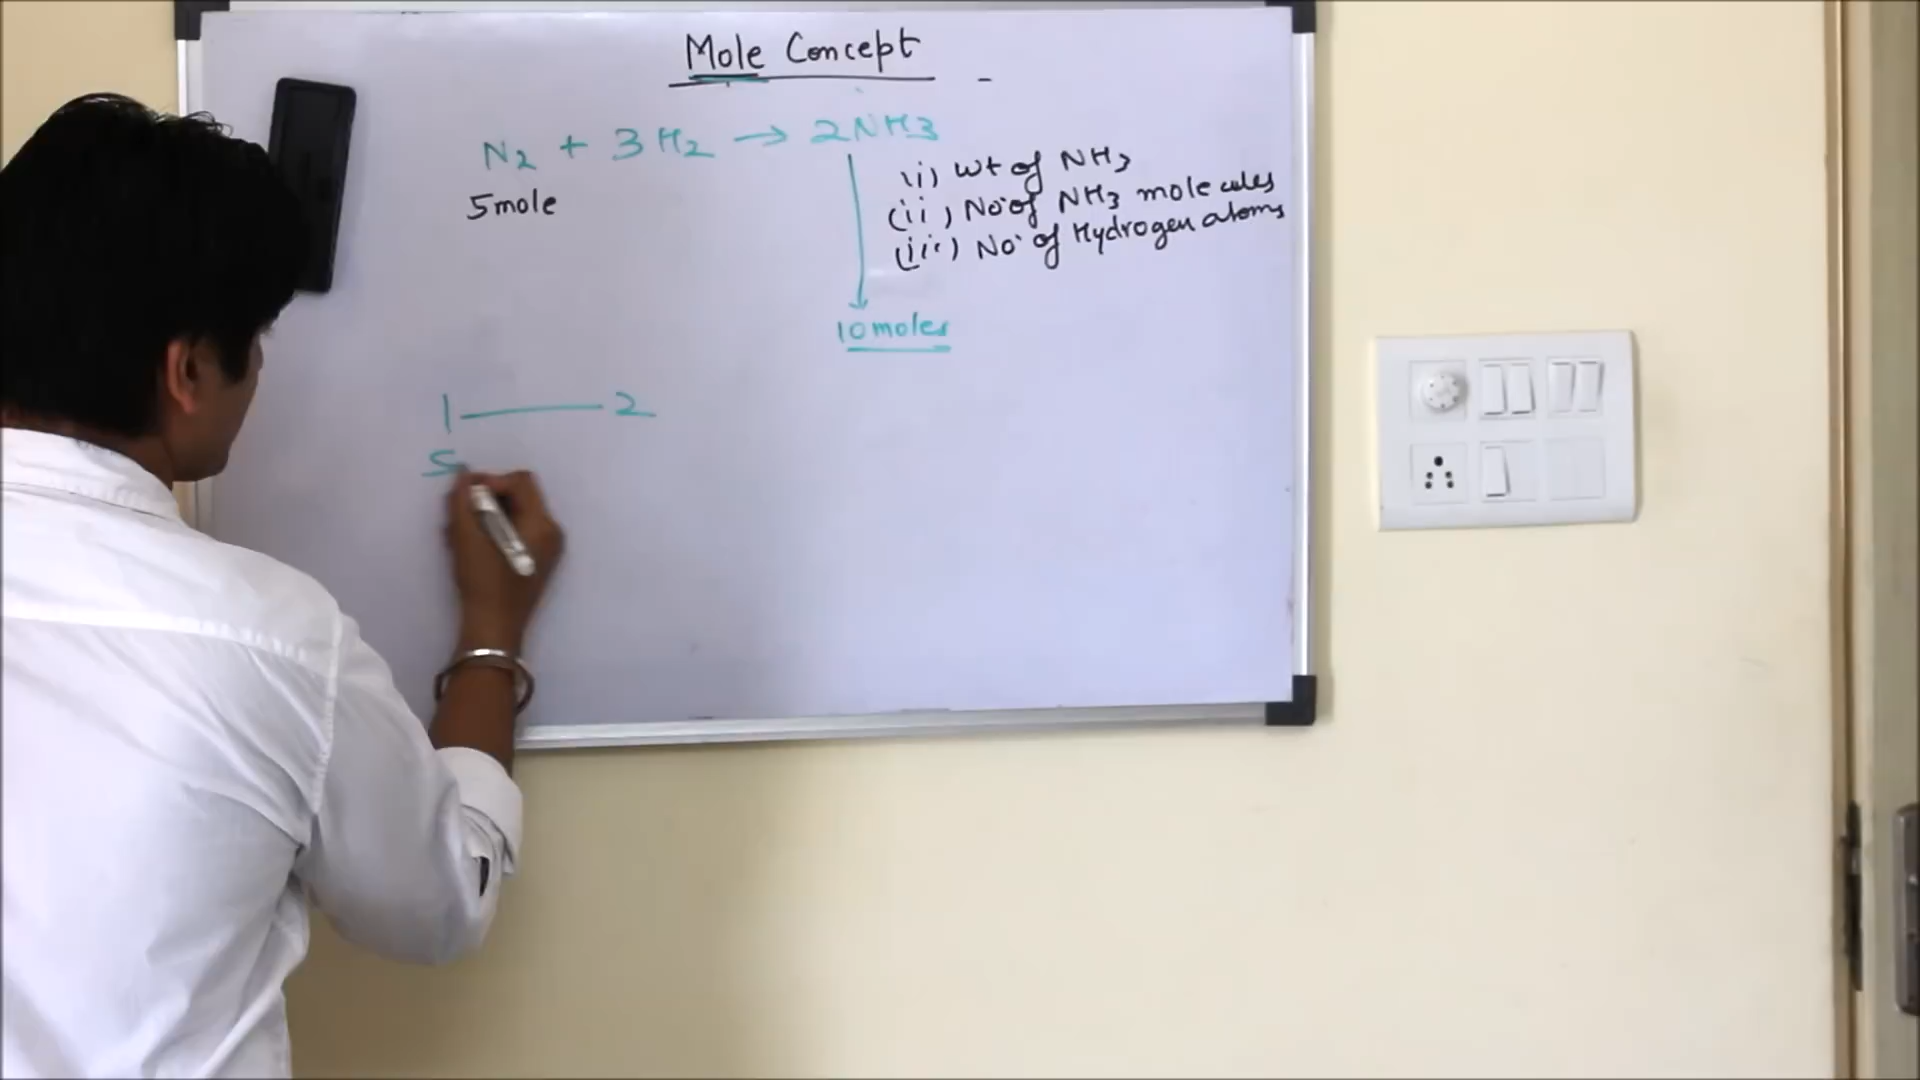 Mole Concept
N2 + 3H2 → 2NH3
5mole
(i) Wt of NH3
(ii) No of NH3 molecules
(iii) No of Hydrogen atoms
10moles
1 — 2
5